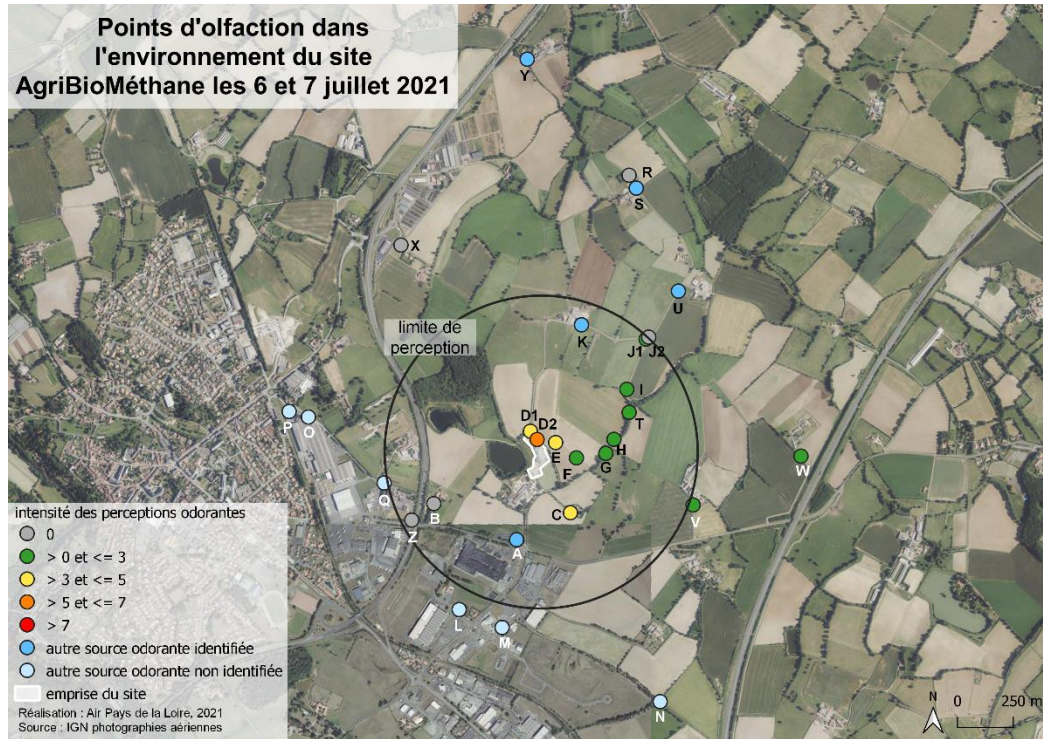 Points d'olfaction dans
l'environnement du site
AgriBioMéthane les 6 et 7 juillet 2021
Y
R
S
X
U
limite de
perception
K
J1 J2
I
T
D1
D2
P
O
E
H
F
G
W
Q
B
C
V
Z
A
L
M
N
intensité des perceptions odorantes
0
> 0 et <= 3
> 3 et <= 5
> 5 et <= 7
> 7
autre source odorante identifiée
autre source odorante non identifiée
emprise du site
Réalisation : Air Pays de la Loire, 2021
Source : IGN photographies aériennes
N
0 250 m